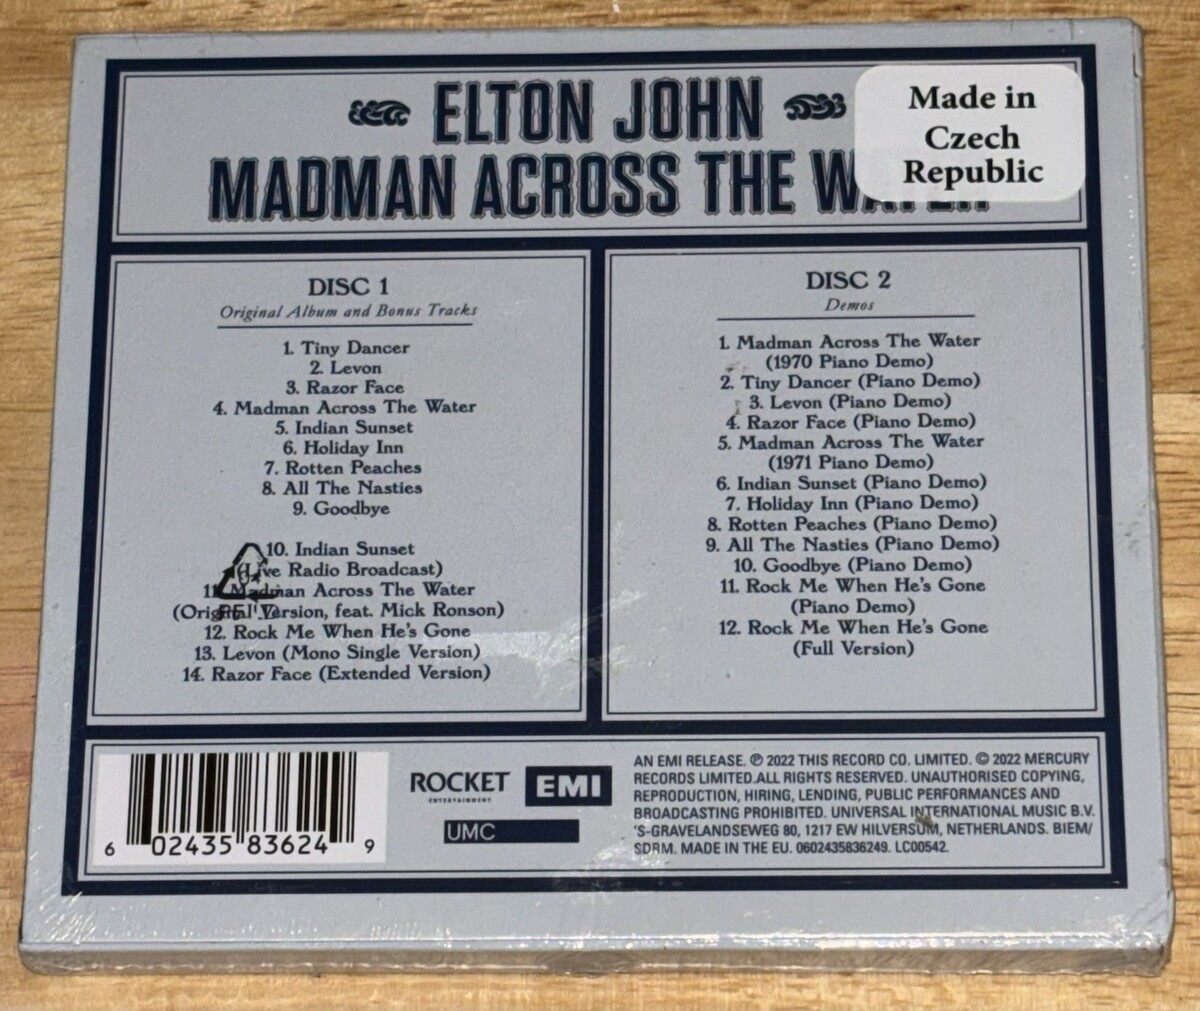 ELTON JOHN
MADMAN ACROSS THE WATER
Made in
Czech
Republic
DISC 1
Original Album and Bonus Tracks
1. Tiny Dancer
2. Levon
3. Razor Face
4. Madman Across The Water
5. Indian Sunset
6. Holiday Inn
7. Rotten Peaches
8. All The Nasties
9. Goodbye
10. Indian Sunset
(Live Radio Broadcast)
11. Madman Across The Water
(Original Version, feat. Mick Ronson)
12. Rock Me When He's Gone
13. Levon (Mono Single Version)
14. Razor Face (Extended Version)
DISC 2
Demos
1. Madman Across The Water
(1970 Piano Demo)
2. Tiny Dancer (Piano Demo)
3. Levon (Piano Demo)
4. Razor Face (Piano Demo)
5. Madman Across The Water
(1971 Piano Demo)
6. Indian Sunset (Piano Demo)
7. Holiday Inn (Piano Demo)
8. Rotten Peaches (Piano Demo)
9. All The Nasties (Piano Demo)
10. Goodbye (Piano Demo)
11. Rock Me When He's Gone
(Piano Demo)
12. Rock Me When He's Gone
(Full Version)
6 02435 83624 9
ROCKET
ENTERTAINMENT
EMI
UMC
AN EMI RELEASE. ℗ 2022 THIS RECORD CO. LIMITED. © 2022 MERCURY
RECORDS LIMITED.ALL RIGHTS RESERVED. UNAUTHORISED COPYING,
REPRODUCTION, HIRING, LENDING, PUBLIC PERFORMANCES AND
BROADCASTING PROHIBITED. UNIVERSAL INTERNATIONAL MUSIC B.V.
'S-GRAVELANDSEWEG 80, 1217 EW HILVERSUM, NETHERLANDS. BIEM/
SDRM. MADE IN THE EU. 0602435836249. LC00542.